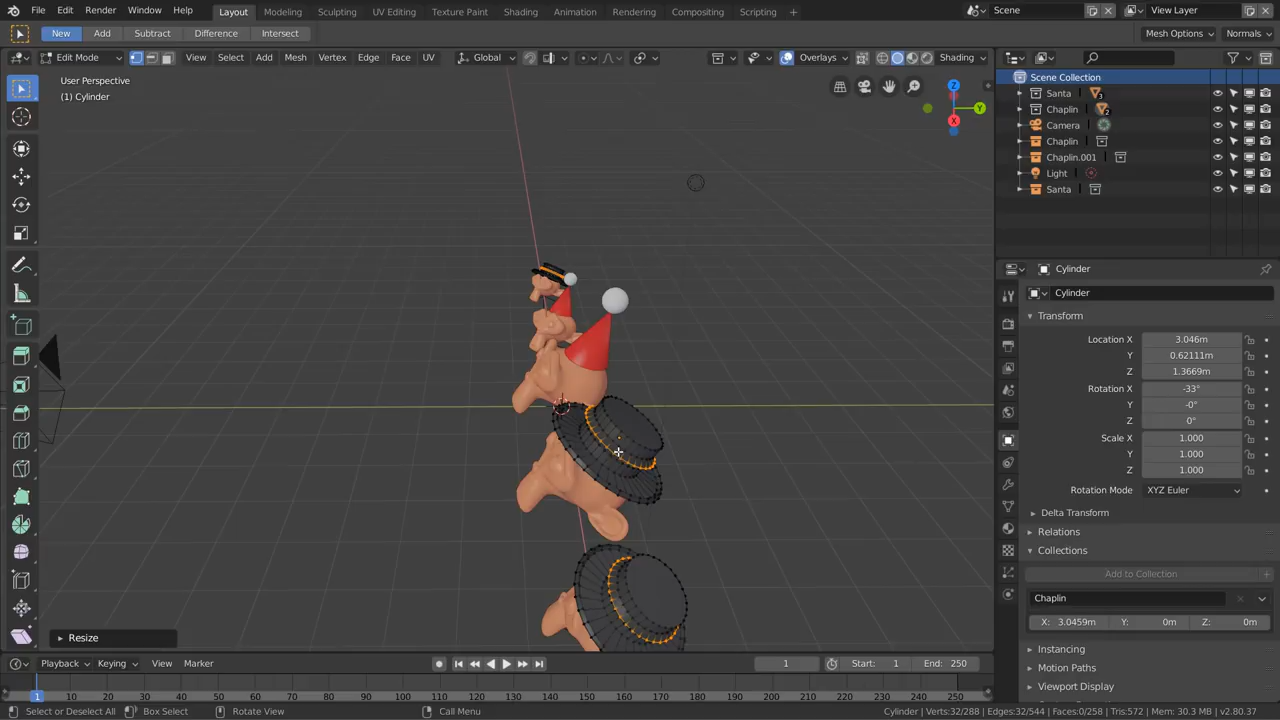 File Edit Render Window Help Layout Modeling Sculpting UV Editing Texture Paint Shading Animation Rendering Compositing Scripting Scene View Layer
New Add Subtract Difference Intersect Mesh Options Normals
Edit Mode View Select Add Mesh Vertex Edge Face UV Global Overlays Shading
User Perspective
(1) Cylinder
Z
Y
X
Scene Collection
Santa 3
Chaplin 2
Camera
Chaplin
Chaplin.001
Light
Santa
Cylinder
Cylinder
Transform
Location X 3.046m
Y 0.62111m
Z 1.3669m
Rotation X -33°
Y -0°
Z 0°
Scale X 1.000
Y 1.000
Z 1.000
Rotation Mode XYZ Euler
Delta Transform
Relations
Collections
Add to Collection
Chaplin
X: 3.0459m Y: 0m Z: 0m
Instancing
Motion Paths
Viewport Display
Resize
Playback Keying View Marker 1 Start: 1 End: 250
1 10 20 30 40 50 60 70 80 90 100 110 120 130 140 150 160 170 180 190 200 210 220 230 240 250
Select or Deselect All Box Select Rotate View Call Menu Cylinder | Verts:32/288 | Edges:32/544 | Faces:0/258 | Tris:572 | Mem: 30.3 MB | v2.80.37